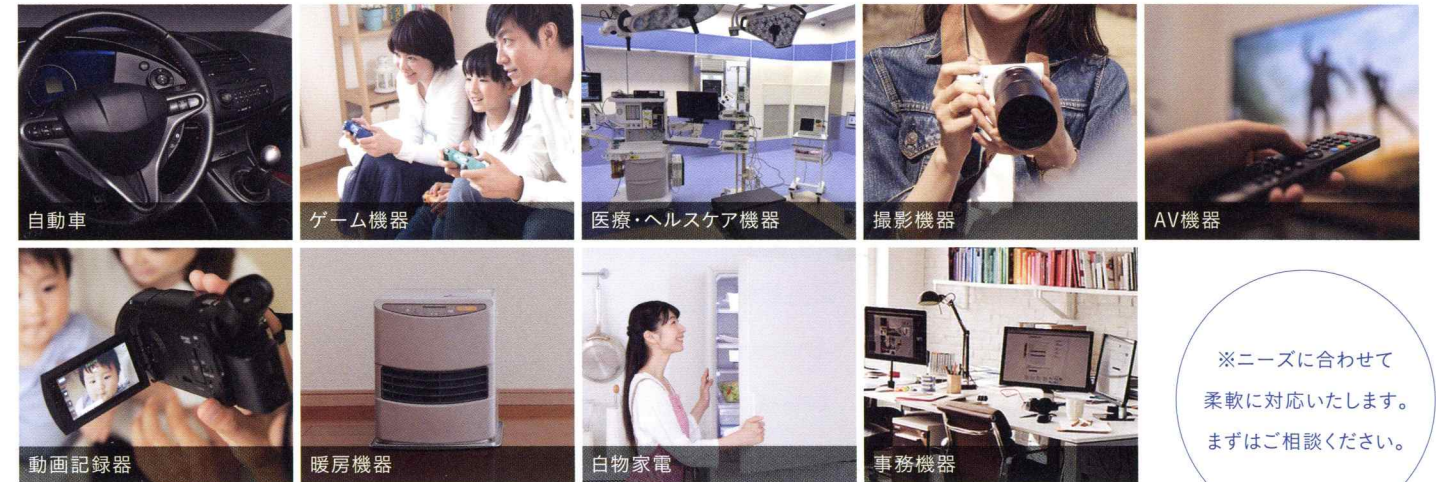 自動車
ゲーム機器
医療・ヘルスケア機器
撮影機器
AV機器
動画記録器
暖房機器
白物家電
事務機器
※ニーズに合わせて
柔軟に対応いたします。
まずはご相談ください。